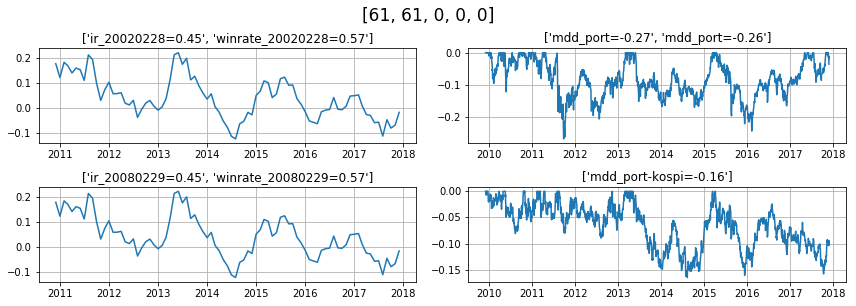 [61, 61, 0, 0, 0]
['ir_20020228=0.45', 'winrate_20020228=0.57']
0.2
0.1
0.0
−0.1
2011 2012 2013 2014 2015 2016 2017 2018
['mdd_port=-0.27', 'mdd_port=-0.26']
0.0
−0.1
−0.2
2010 2011 2012 2013 2014 2015 2016 2017 2018
['ir_20080229=0.45', 'winrate_20080229=0.57']
0.2
0.1
0.0
−0.1
2011 2012 2013 2014 2015 2016 2017 2018
['mdd_port-kospi=-0.16']
0.00
−0.05
−0.10
−0.15
2010 2011 2012 2013 2014 2015 2016 2017 2018